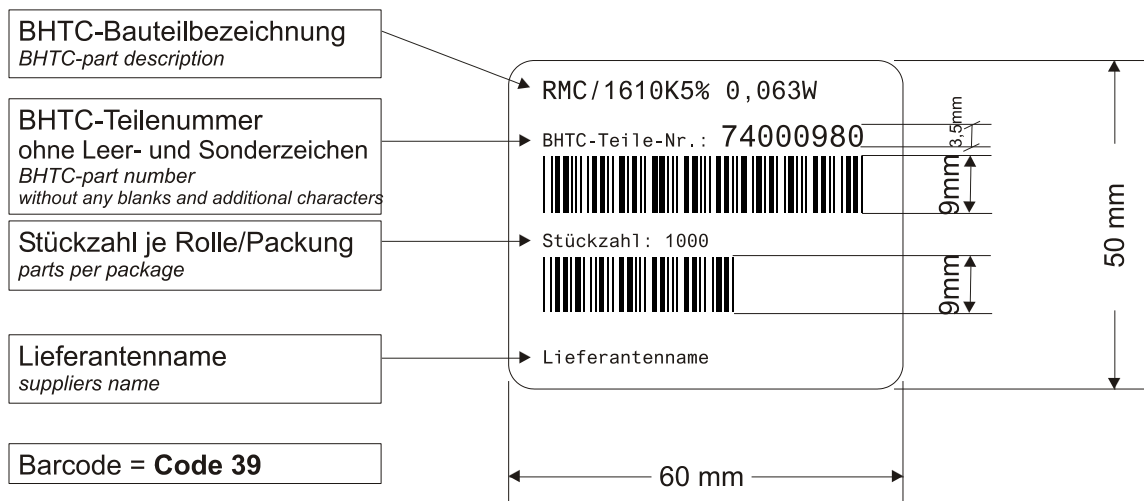 BHTC-Bauteilbezeichnung
BHTC-part description
BHTC-Teilenummer
ohne Leer- und Sonderzeichen
BHTC-part number
without any blanks and additional characters
Stückzahl je Rolle/Packung
parts per package
Lieferantenname
suppliers name
Barcode = Code 39
RMC/1610K5% 0,063W
BHTC-Teile-Nr.: 74000980
Stückzahl: 1000
Lieferantenname
3,5mm
9mm
9mm
50 mm
60 mm